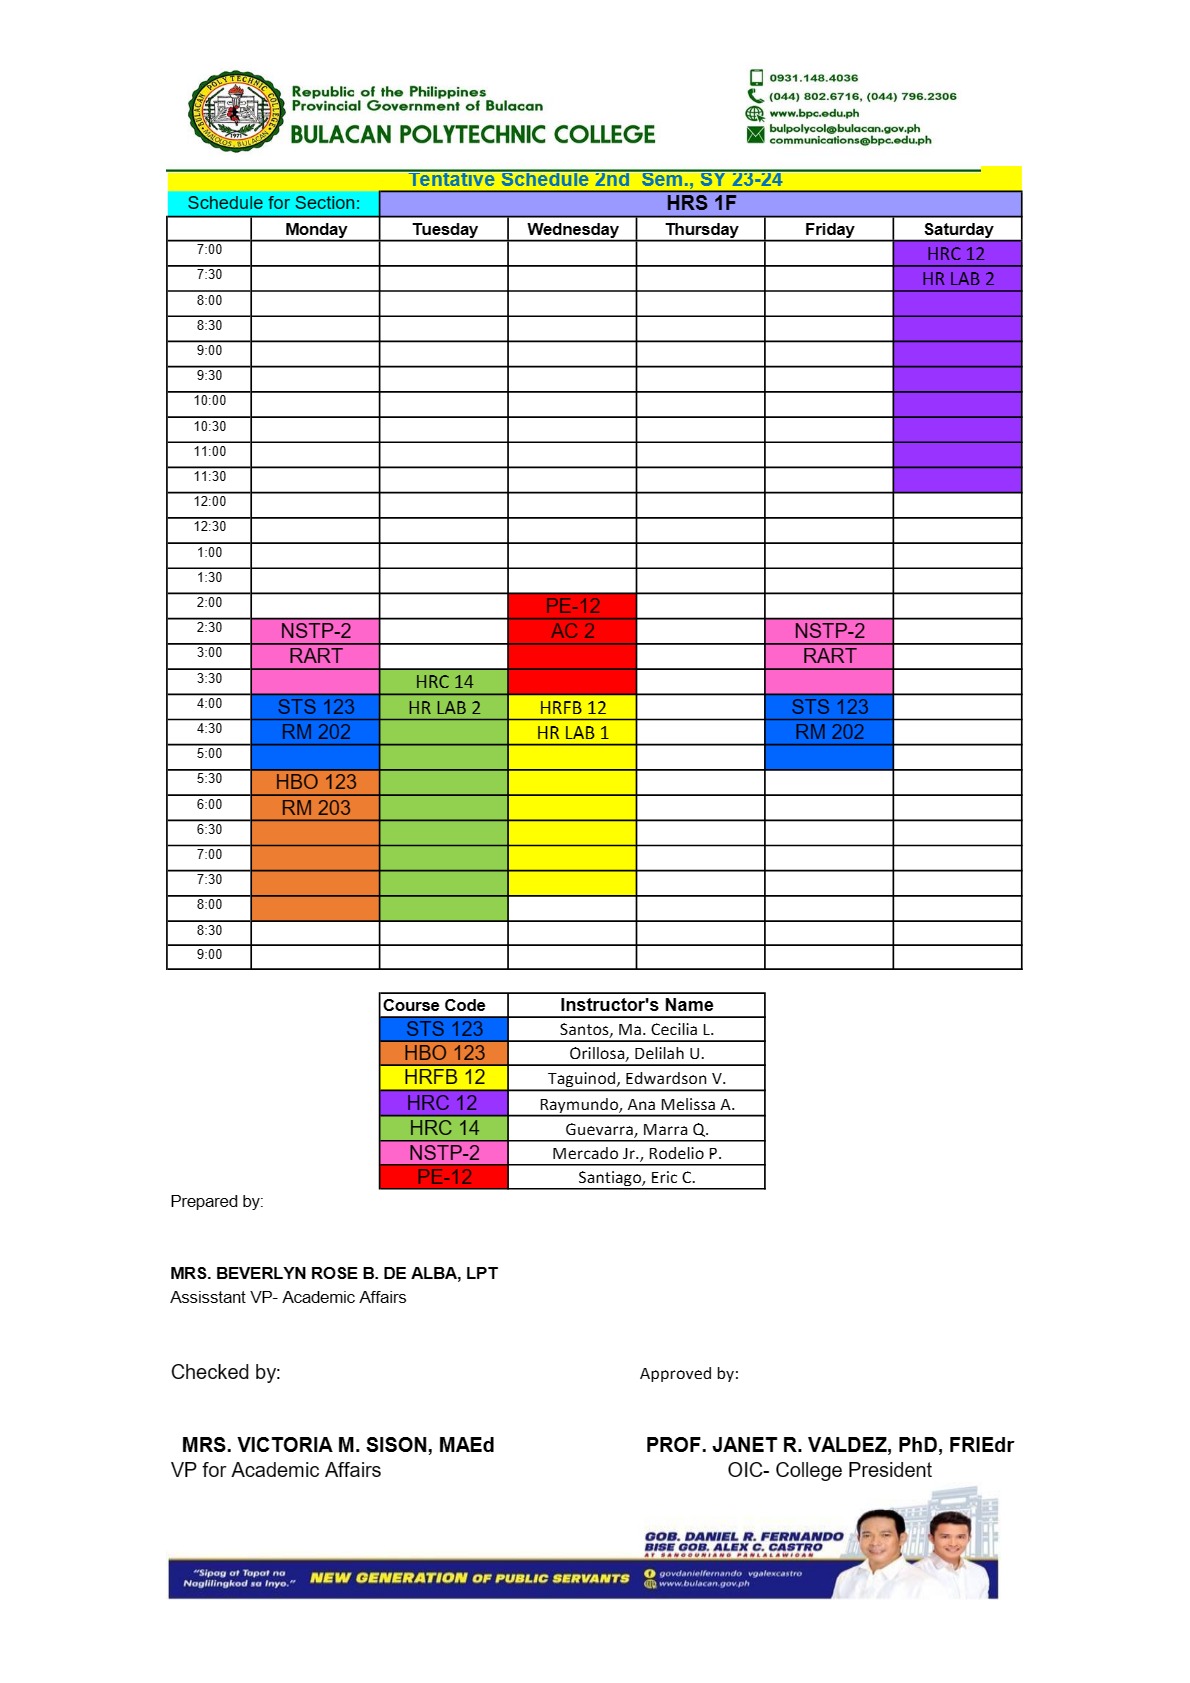 Republic of the Philippines
Provincial Government of Bulacan
BULACAN POLYTECHNIC COLLEGE
BULACAN POLYTECHNIC COLLEGE
1971
MALOLOS, BULACAN
0931.148.4036
(044) 802.6716, (044) 796.2306
www.bpc.edu.ph
bulpolycol@bulacan.gov.ph
communications@bpc.edu.ph
Tentative Schedule 2nd Sem., SY 23-24
Schedule for Section: HRS 1F
Monday Tuesday Wednesday Thursday Friday Saturday
7:00 HRC 12
7:30 HR LAB 2
8:00
8:30
9:00
9:30
10:00
10:30
11:00
11:30
12:00
12:30
1:00
1:30
2:00 PE-12
2:30 NSTP-2 AC 2 NSTP-2
3:00 RART RART
3:30 HRC 14
4:00 STS 123 HR LAB 2 HRFB 12 STS 123
4:30 RM 202 HR LAB 1 RM 202
5:00
5:30 HBO 123
6:00 RM 203
6:30
7:00
7:30
8:00
8:30
9:00
Course Code Instructor's Name
STS 123 Santos, Ma. Cecilia L.
HBO 123 Orillosa, Delilah U.
HRFB 12 Taguinod, Edwardson V.
HRC 12 Raymundo, Ana Melissa A.
HRC 14 Guevarra, Marra Q.
NSTP-2 Mercado Jr., Rodelio P.
PE-12 Santiago, Eric C.
Prepared by:
MRS. BEVERLYN ROSE B. DE ALBA, LPT
Assisstant VP- Academic Affairs
Checked by: Approved by:
MRS. VICTORIA M. SISON, MAEd PROF. JANET R. VALDEZ, PhD, FRIEdr
VP for Academic Affairs OIC- College President
GOB. DANIEL R. FERNANDO
BISE GOB. ALEX C. CASTRO
AT SANGGUNIANG PANLALAWIGAN
"Sipag at Tapat na
Naglilingkod sa Inyo."
NEW GENERATION OF PUBLIC SERVANTS
govdanielfernando vgalexcastro
www.bulacan.gov.ph